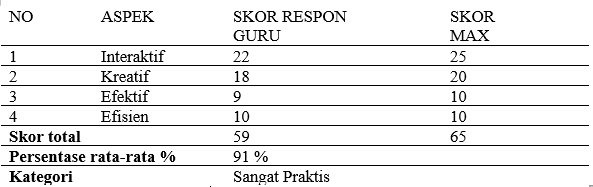 NO ASPEK SKOR RESPON SKOR
GURU MAX
1 Interaktif 22 25
2 Kreatif 18 20
3 Efektif 9 10
4 Efisien 10 10
Skor total 59 65
Persentase rata-rata % 91 %
Kategori Sangat Praktis